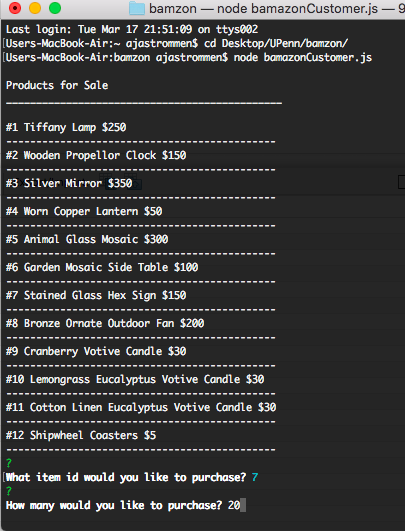 bamzon — node bamazonCustomer.js — 9
Last login: Tue Mar 17 21:51:09 on ttys002
[Users-MacBook-Air:~ ajastrommen$ cd Desktop/UPenn/bamzon/
[Users-MacBook-Air:bamzon ajastrommen$ node bamazonCustomer.js
Products for Sale
___________________________________________
#1 Tiffany Lamp $250
------------------------------------------
#2 Wooden Propellor Clock $150
------------------------------------------
#3 Silver Mirror $350
------------------------------------------
#4 Worn Copper Lantern $50
------------------------------------------
#5 Animal Glass Mosaic $300
------------------------------------------
#6 Garden Mosaic Side Table $100
------------------------------------------
#7 Stained Glass Hex Sign $150
------------------------------------------
#8 Bronze Ornate Outdoor Fan $200
------------------------------------------
#9 Cranberry Votive Candle $30
------------------------------------------
#10 Lemongrass Eucalyptus Votive Candle $30
------------------------------------------
#11 Cotton Linen Eucalyptus Votive Candle $30
------------------------------------------
#12 Shipwheel Coasters $5
------------------------------------------
?
[What item id would you like to purchase? 7
?
How many would you like to purchase? 20